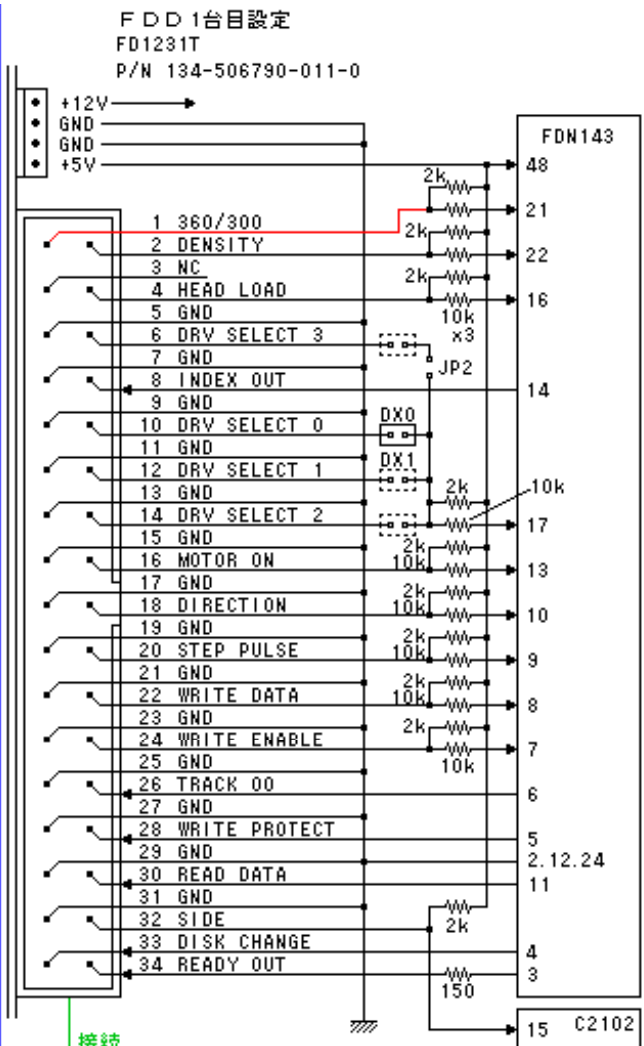 FDD 1台目設定
FD1231T
P/N 134-506790-011-0
+12V
GND
GND
+5V
FDN143
48
2k
21
2k
22
2k
16
10k
x3
1 360/300
2 DENSITY
3 NC
4 HEAD LOAD
5 GND
6 DRV SELECT 3
7 GND
JP2
8 INDEX OUT
14
9 GND
DX0
10 DRV SELECT 0
11 GND
DX1
12 DRV SELECT 1
13 GND
2k
10k
14 DRV SELECT 2
17
15 GND
2k
16 MOTOR ON
10k
13
17 GND
2k
18 DIRECTION
10k
10
19 GND
2k
20 STEP PULSE
10k
9
21 GND
2k
22 WRITE DATA
10k
8
23 GND
2k
24 WRITE ENABLE
7
10k
25 GND
26 TRACK 00
6
27 GND
28 WRITE PROTECT
5
29 GND
2.12.24
30 READ DATA
11
31 GND
32 SIDE
2k
33 DISK CHANGE
4
34 READY OUT
3
150
15 C2102
接続